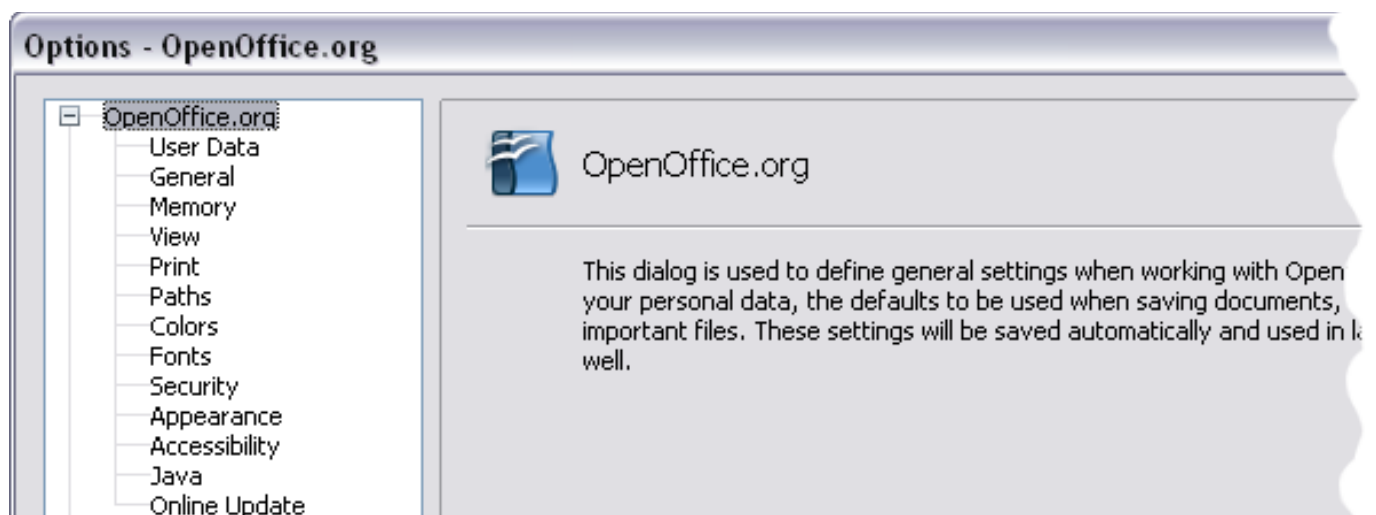 Options - OpenOffice.org
OpenOffice.org
User Data
General
Memory
View
Print
Paths
Colors
Fonts
Security
Appearance
Accessibility
Java
Online Update
OpenOffice.org
This dialog is used to define general settings when working with Open
your personal data, the defaults to be used when saving documents,
important files. These settings will be saved automatically and used in
well.